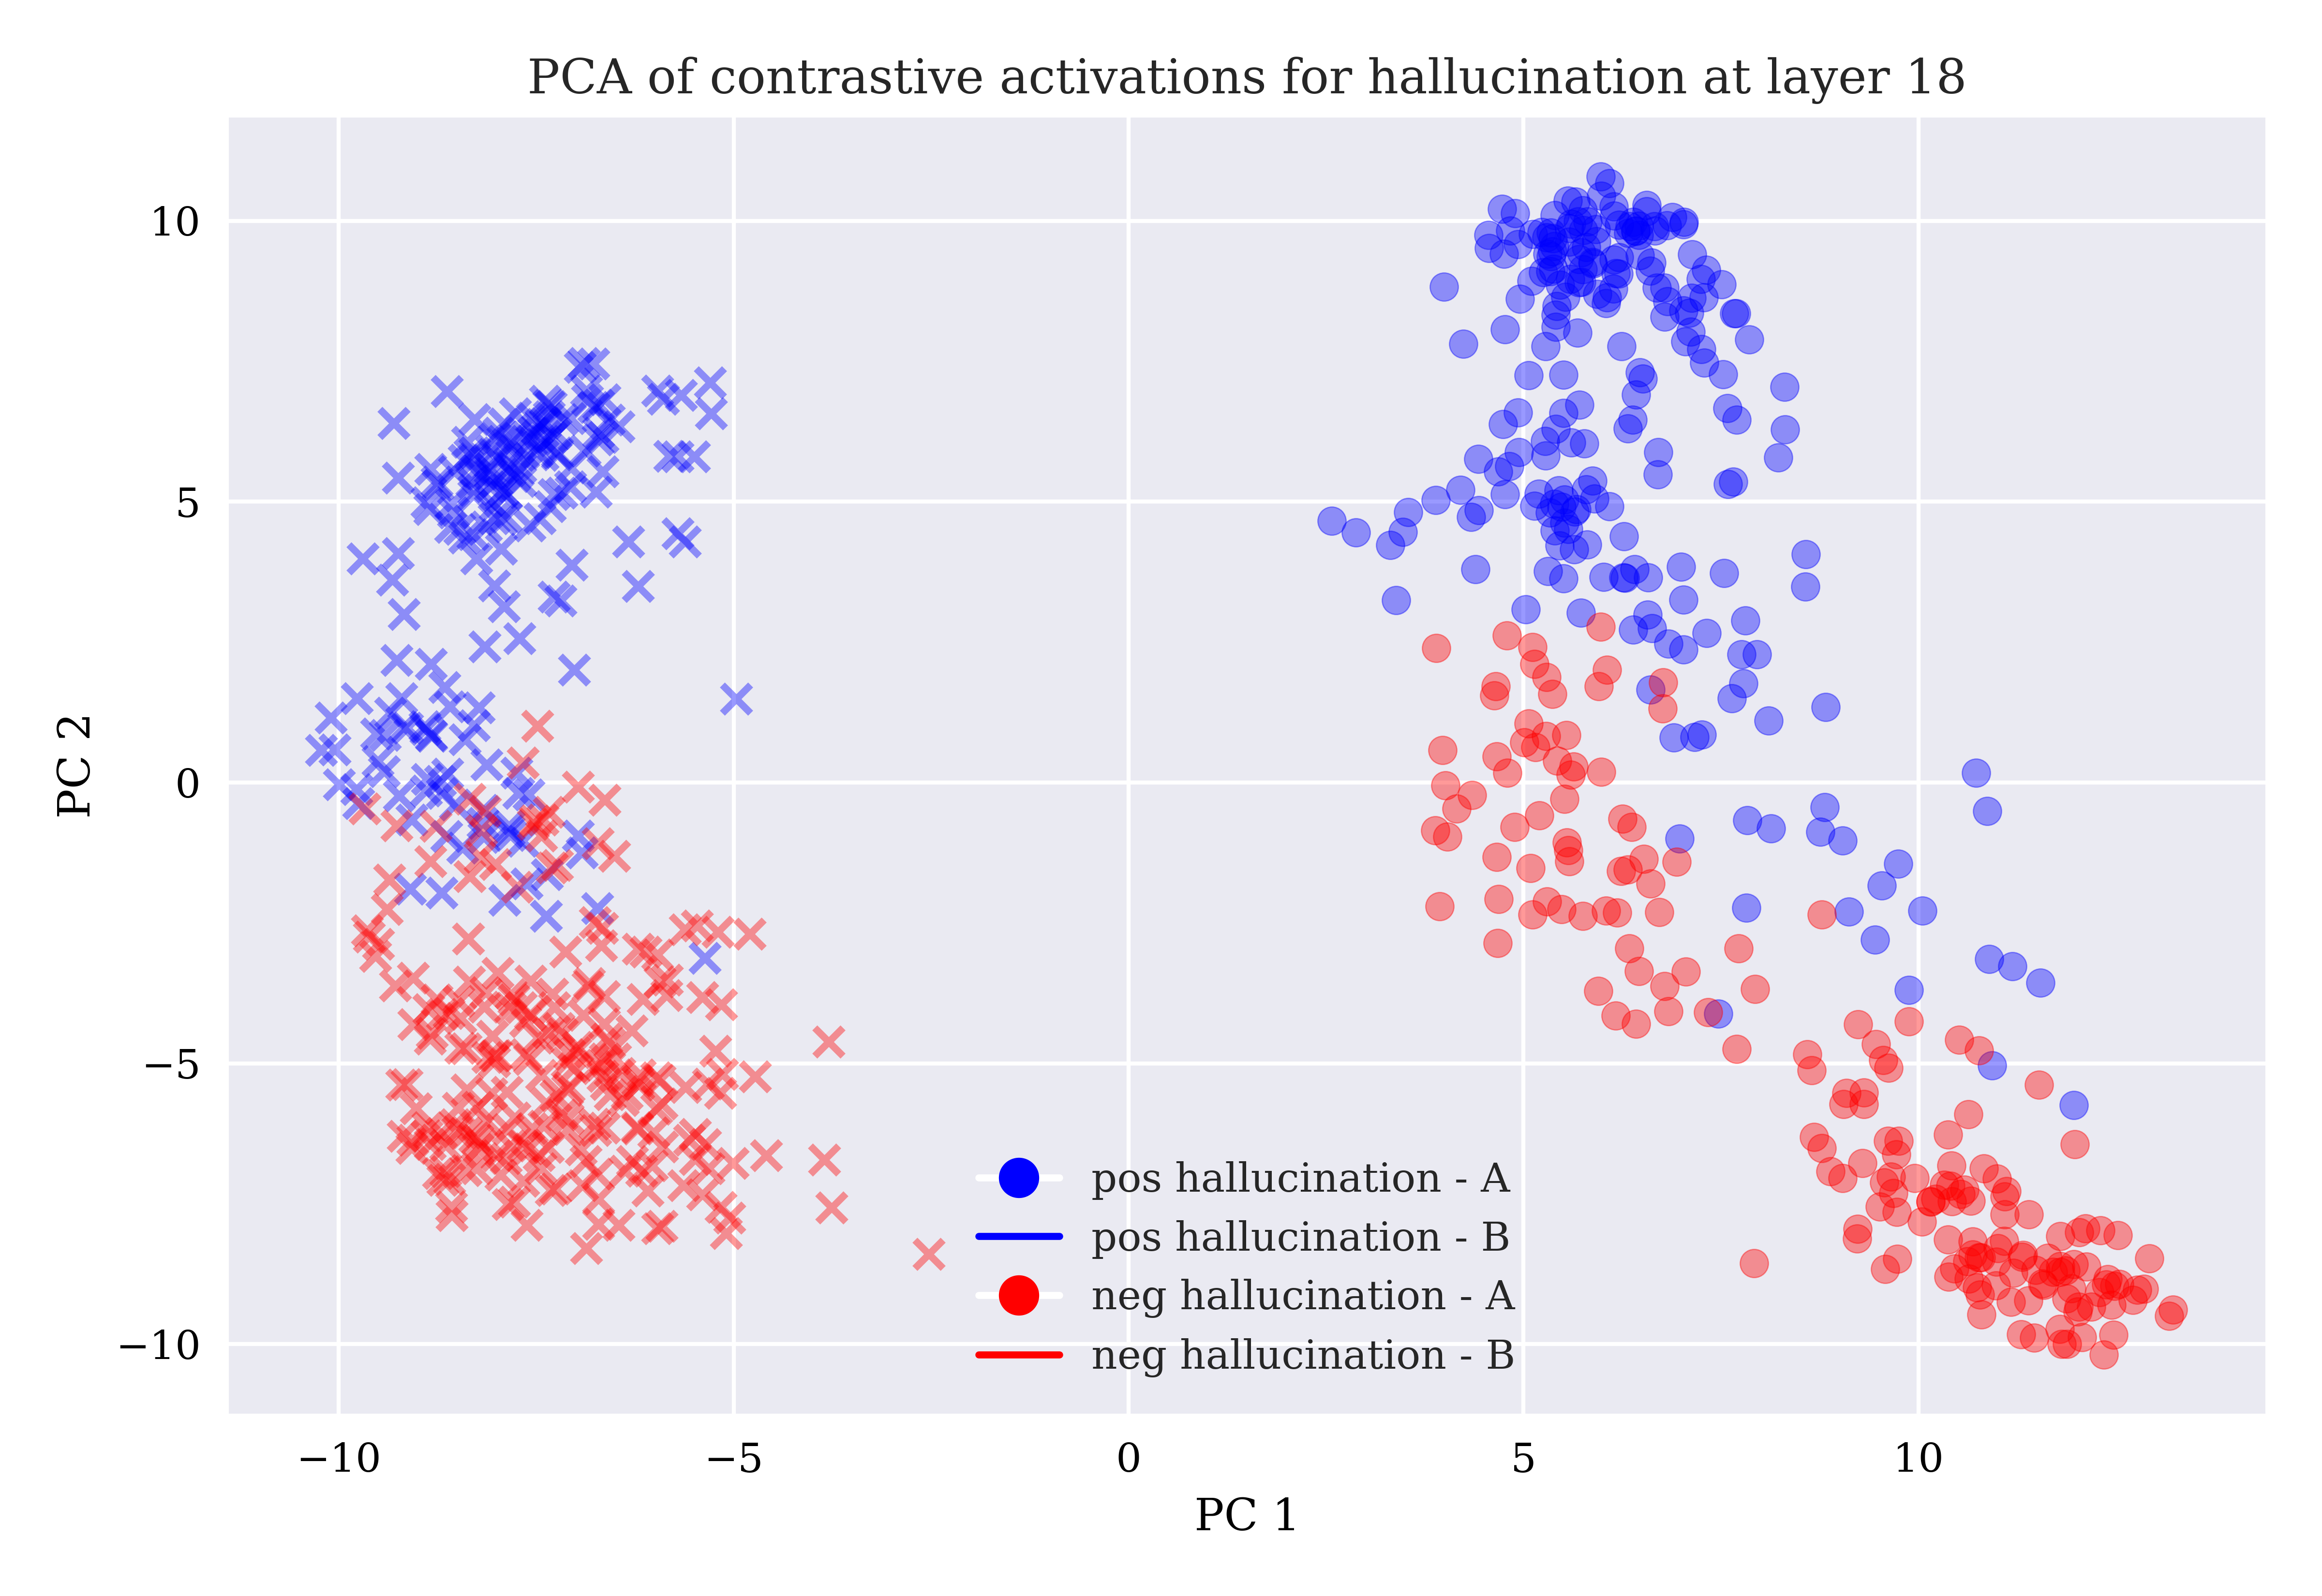 PCA of contrastive activations for hallucination at layer 18
10
5
0
−5
−10
PC 2
pos hallucination - A
pos hallucination - B
neg hallucination - A
neg hallucination - B
−10 −5 0 5 10
PC 1